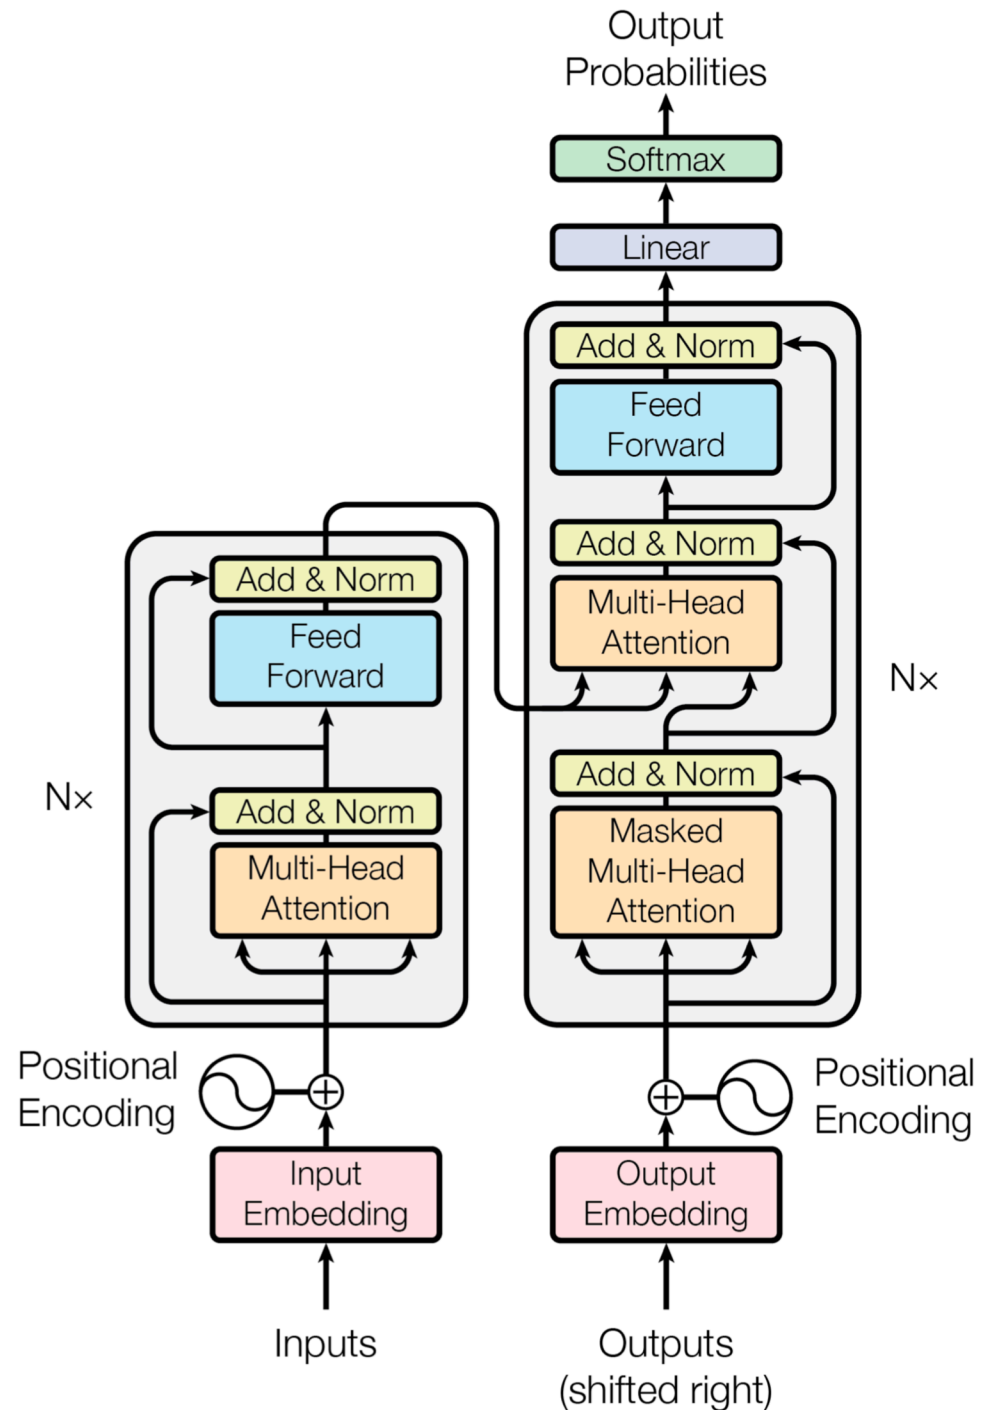 Output
Probabilities
Softmax
Linear
Add & Norm
Feed
Forward
Add & Norm
Multi-Head
Attention
N×
Add & Norm
Masked
Multi-Head
Attention
Add & Norm
Feed
Forward
N×
Add & Norm
Multi-Head
Attention
Positional
Encoding
Positional
Encoding
Input
Embedding
Output
Embedding
Inputs
Outputs
(shifted right)